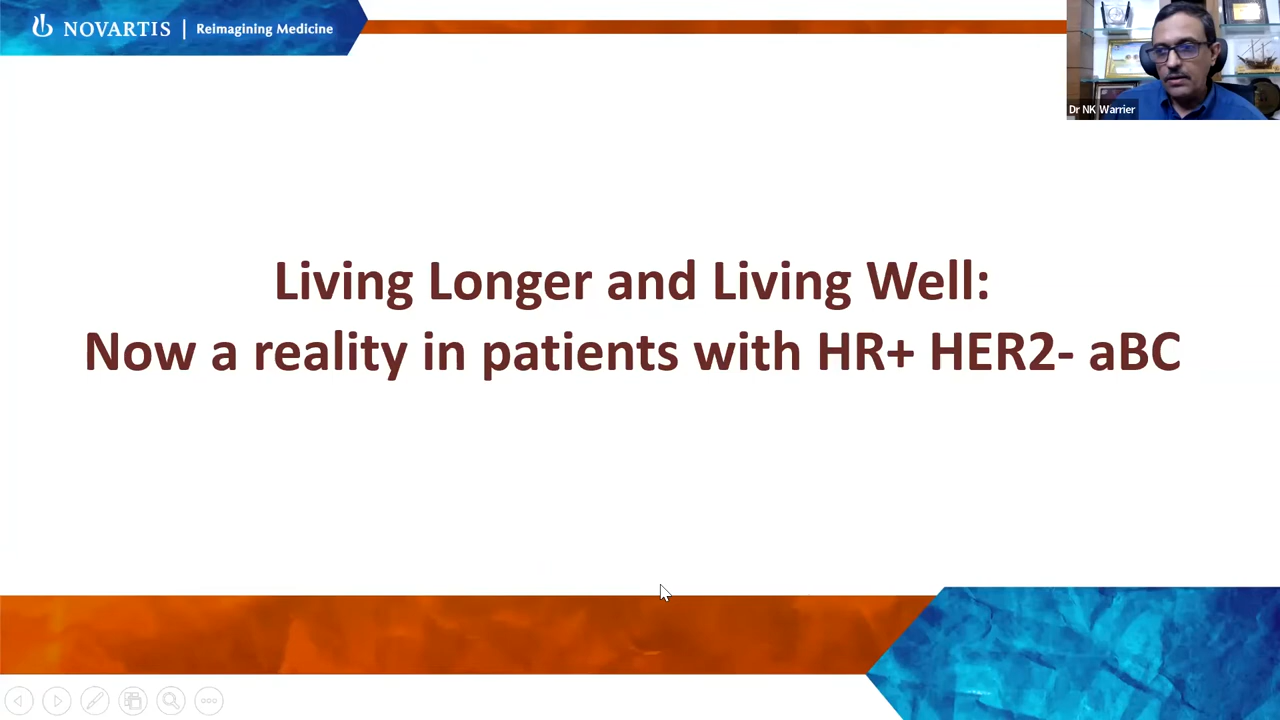 NOVARTIS | Reimagining Medicine
Dr NK Warrier
Living Longer and Living Well:
Now a reality in patients with HR+ HER2- aBC